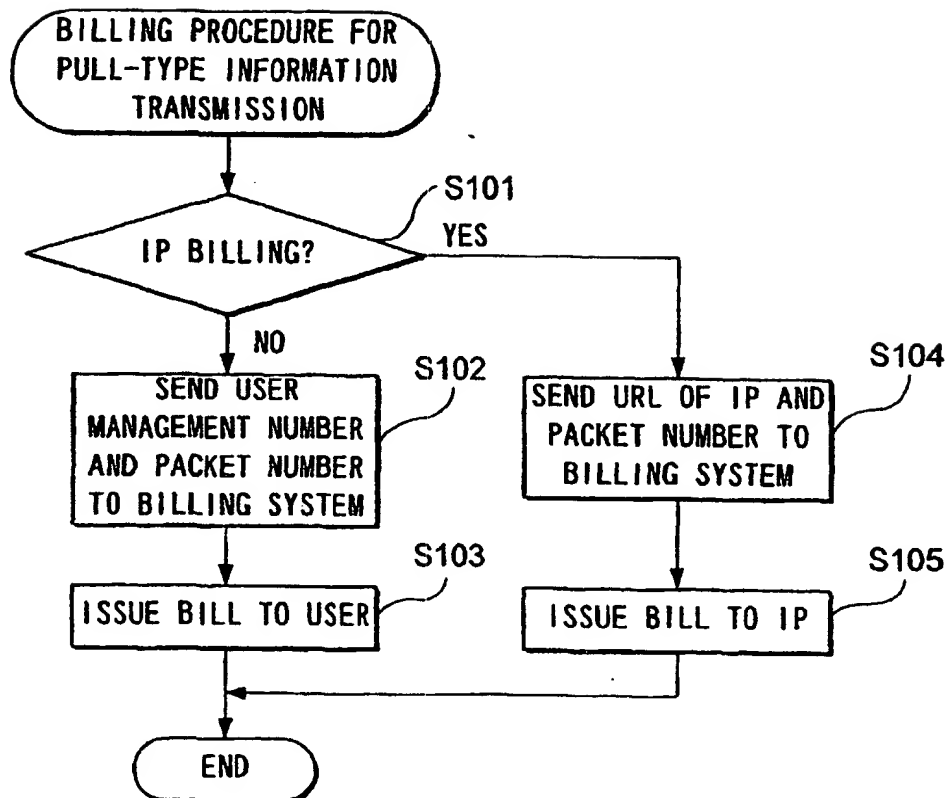 BILLING PROCEDURE FOR
PULL-TYPE INFORMATION
TRANSMISSION
S101
IP BILLING?
YES
NO
S102
SEND USER
MANAGEMENT NUMBER
AND PACKET NUMBER
TO BILLING SYSTEM
S104
SEND URL OF IP AND
PACKET NUMBER TO
BILLING SYSTEM
S103
ISSUE BILL TO USER
S105
ISSUE BILL TO IP
END